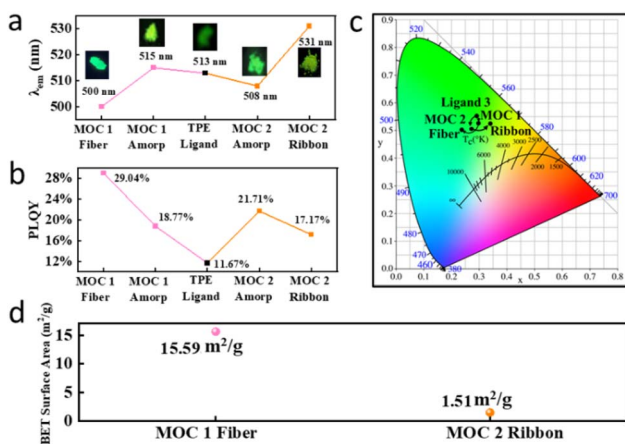 a
λem (nm)
530
520
510
500
500 nm
515 nm
513 nm
508 nm
531 nm
MOC 1 Fiber
MOC 1 Amorp
TPE Ligand
MOC 2 Amorp
MOC 2 Ribbon
b
PLQY
28%
24%
20%
16%
12%
29.04%
18.77%
11.67%
21.71%
17.17%
MOC 1 Fiber
MOC 1 Amorp
TPE Ligand
MOC 2 Amorp
MOC 2 Ribbon
c
y
0.9
0.8
0.7
0.6
0.5
0.4
0.3
0.2
0.1
0.0
520
540
560
500
580
600
620
700
490
480
380
Ligand 3
MOC 2
MOC 1
Fiber
Ribbon
Tc(°K)
10000
6000
4000
3000
2500
2000
1500
∞
0.0 0.1 0.2 0.3 0.4 0.5 0.6 0.7 0.8
x
d
BET Surface Area (m²/g)
15
10
5
0
15.59 m²/g
1.51m²/g
MOC 1 Fiber
MOC 2 Ribbon